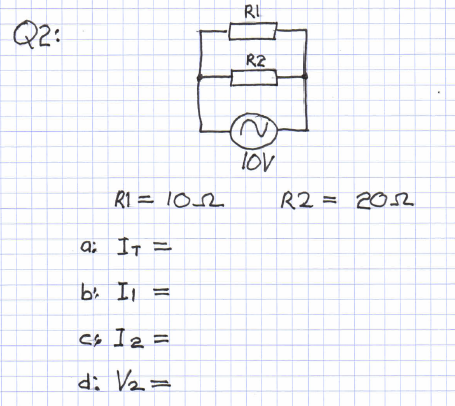 Q2:
R1
R2
10V
R1 = 10Ω R2 = 20Ω
a: IT =
b: I1 =
c: I2 =
d: V2 =